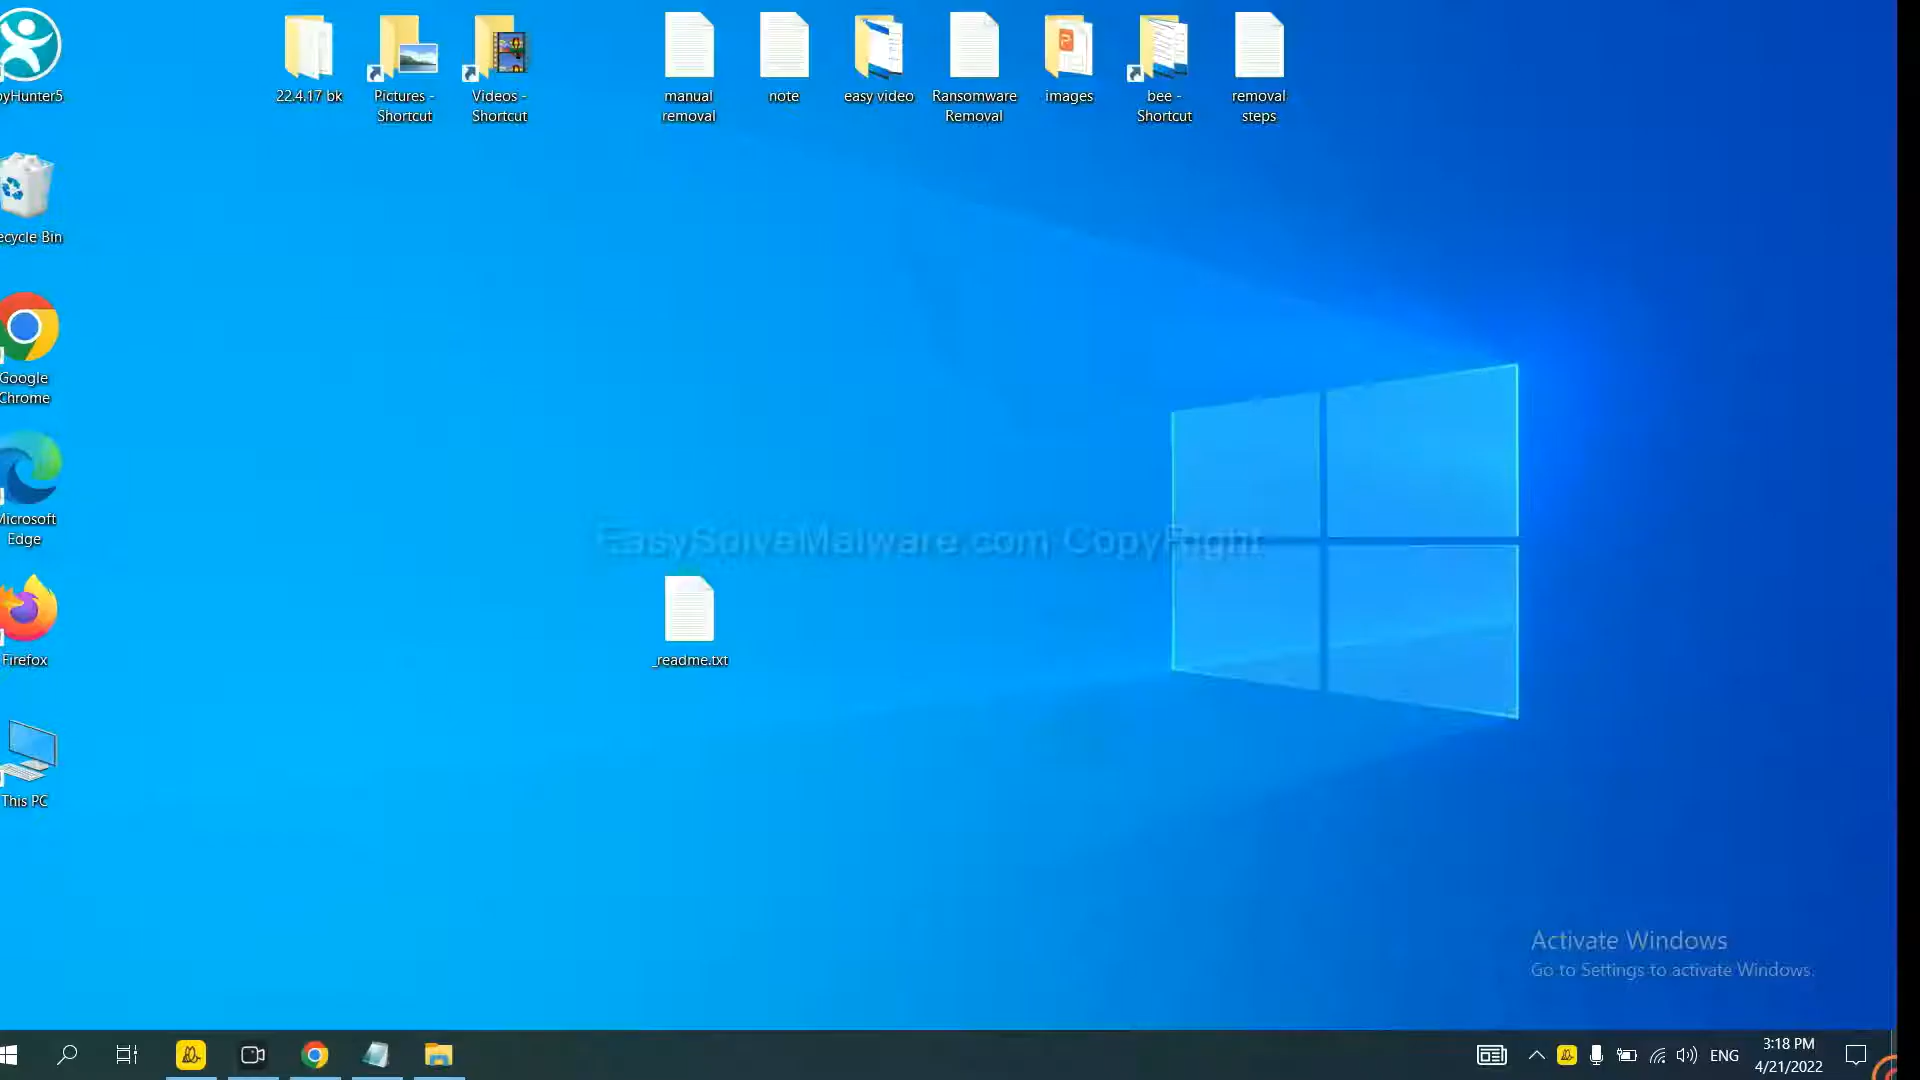 22.4.17 bk
Pictures -
Shortcut
Videos -
Shortcut
manual
removal
note
easy video
Ransomware
Removal
images
bee -
Shortcut
removal
steps
yHunter5
ecycle Bin
Google
Chrome
Microsoft
Edge
Firefox
This PC
EasySolveMalware.com CopyRight
_readme.txt
Activate Windows
Go to Settings to activate Windows.
ENG
3:18 PM
4/21/2022